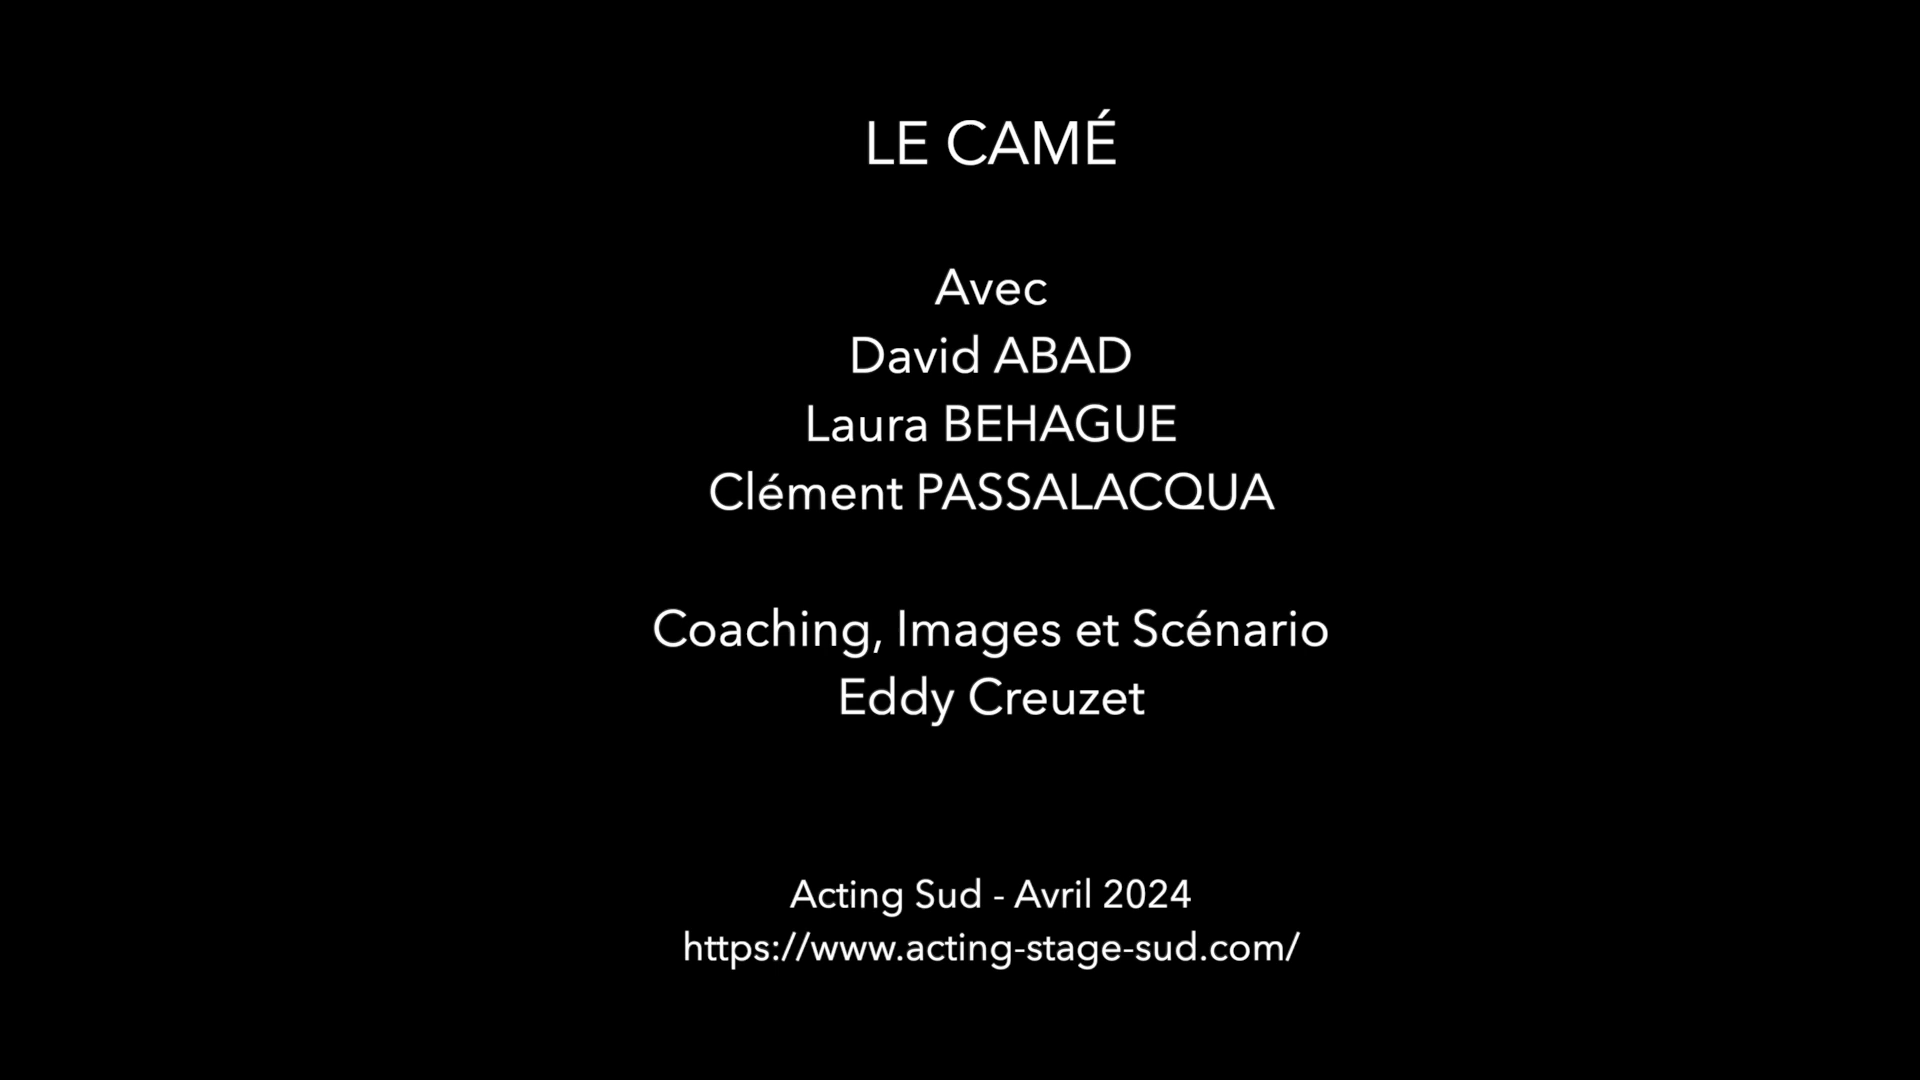 LE CAMÉ
Avec
David ABAD
Laura BEHAGUE
Clément PASSALACQUA
Coaching, Images et Scénario
Eddy Creuzet
Acting Sud - Avril 2024
https://www.acting-stage-sud.com/